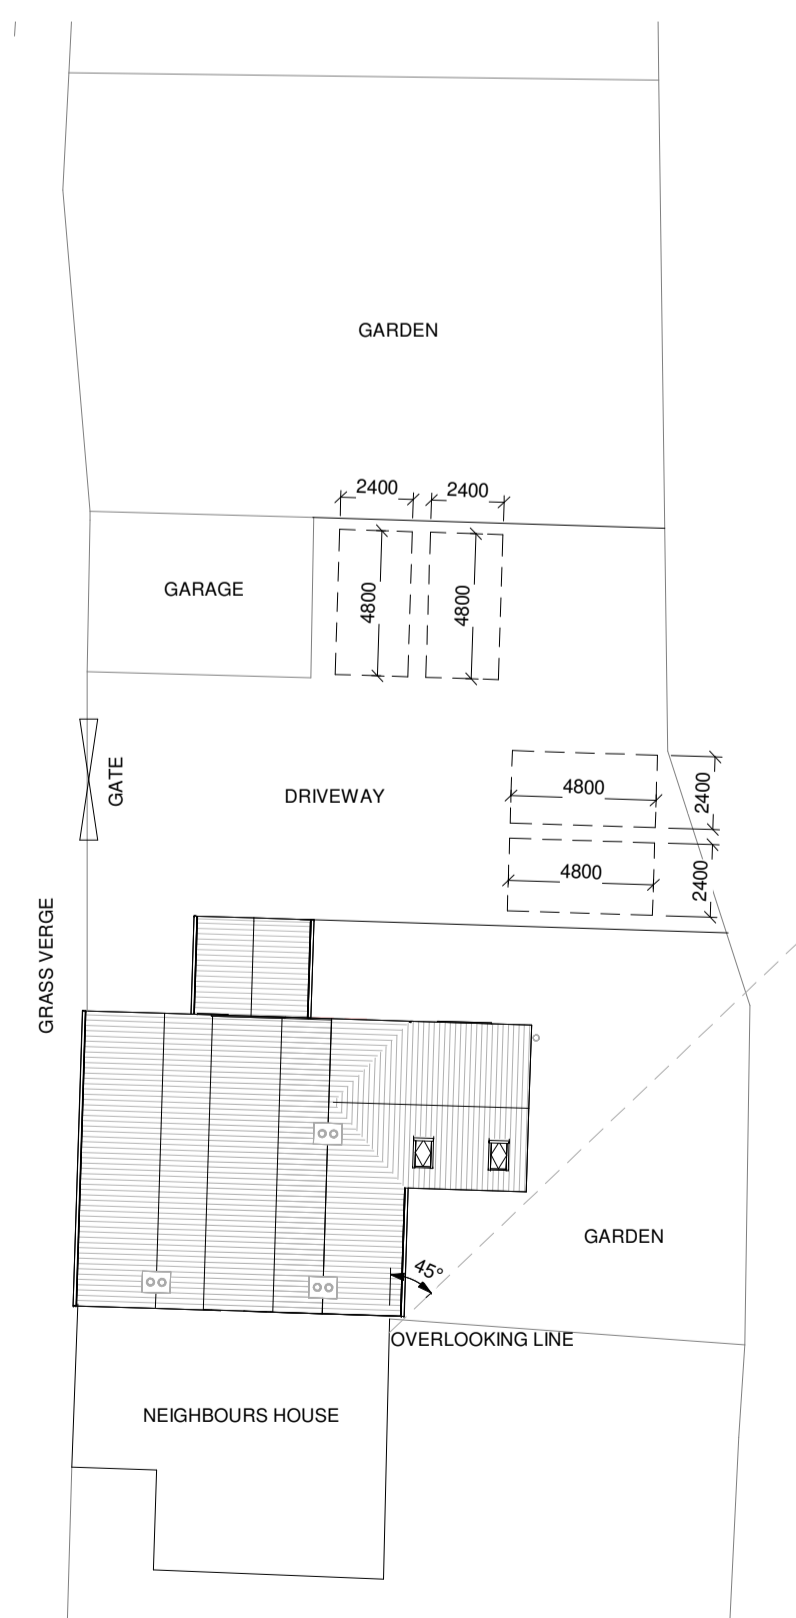 GARDEN
2400
2400
GARAGE
4800
4800
GATE
DRIVEWAY
4800
2400
4800
2400
GRASS VERGE
GARDEN
45°
OVERLOOKING LINE
NEIGHBOURS HOUSE